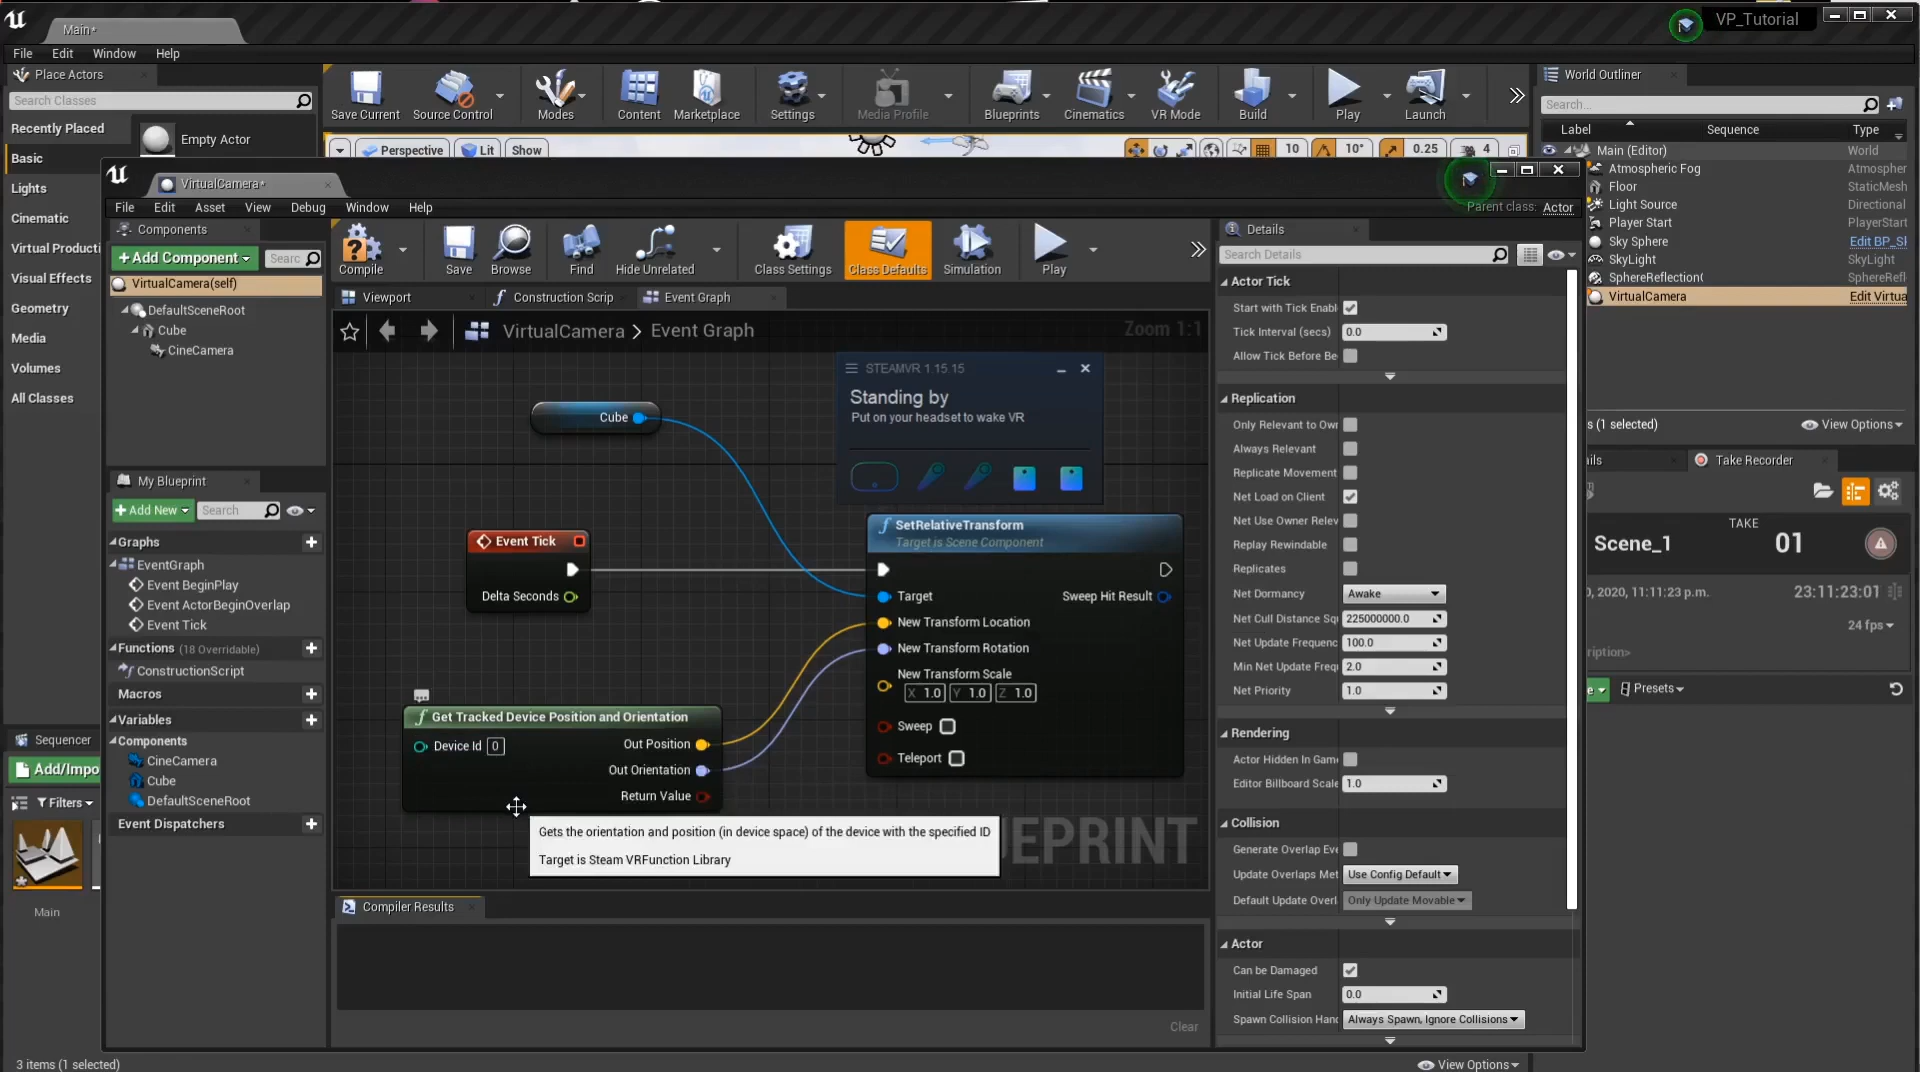 Main*
VP_Tutorial
File Edit Window Help
Place Actors
Search Classes
Recently Placed
Basic
Lights
Cinematic
Virtual Producti
Visual Effects
Geometry
Media
Volumes
All Classes
Empty Actor
Save Current
Source Control
Modes
Content
Marketplace
Settings
Media Profile
Blueprints
Cinematics
VR Mode
Build
Play
Launch
Perspective
Lit
Show
10
10°
0.25
4
World Outliner
Search...
Label Sequence Type
Main (Editor) World
Atmospheric Fog Atmospher
Floor StaticMesh
Light Source Directional
Player Start PlayerStart
Sky Sphere Edit BP_Sk
SkyLight SkyLight
SphereReflection SphereRefl
VirtualCamera Edit Virtua
s (1 selected)
View Options
ils
Take Recorder
TAKE
Scene_1
01
0, 2020, 11:11:23 p.m.
23:11:23:01
24 fps
ription>
e
Presets
VirtualCamera*
File Edit Asset View Debug Window Help
Parent class: Actor
Components
+Add Component
Searc
VirtualCamera(self)
DefaultSceneRoot
Cube
CineCamera
Compile
Save
Browse
Find
Hide Unrelated
Class Settings
Class Defaults
Simulation
Play
Viewport
Construction Scrip
Event Graph
VirtualCamera > Event Graph
Zoom 1:1
STEAMVR 1.15.15
Standing by
Put on your headset to wake VR
Cube
Event Tick
Delta Seconds
SetRelativeTransform
Target is Scene Component
Target
Sweep Hit Result
New Transform Location
New Transform Rotation
New Transform Scale
X 1.0 Y 1.0 Z 1.0
Sweep
Teleport
Get Tracked Device Position and Orientation
Device Id 0
Out Position
Out Orientation
Return Value
Gets the orientation and position (in device space) of the device with the specified ID
Target is Steam VRFunction Library
EPRINT
Compiler Results
Clear
My Blueprint
+Add New
Search
Graphs
EventGraph
Event BeginPlay
Event ActorBeginOverlap
Event Tick
Functions (18 Overridable)
ConstructionScript
Macros
Variables
Components
CineCamera
Cube
DefaultSceneRoot
Event Dispatchers
Details
Search Details
Actor Tick
Start with Tick Enabl
Tick Interval (secs) 0.0
Allow Tick Before Be
Replication
Only Relevant to Owr
Always Relevant
Replicate Movement
Net Load on Client
Net Use Owner Relev
Replay Rewindable
Replicates
Net Dormancy Awake
Net Cull Distance Sq 225000000.0
Net Update Frequenc 100.0
Min Net Update Freq 2.0
Net Priority 1.0
Rendering
Actor Hidden In Game
Editor Billboard Scale 1.0
Collision
Generate Overlap Eve
Update Overlaps Met Use Config Default
Default Update Overl Only Update Movable
Actor
Can be Damaged
Initial Life Span 0.0
Spawn Collision Hand Always Spawn, Ignore Collisions
Sequencer
Add/Impo
Filters
Main
3 items (1 selected)
View Options